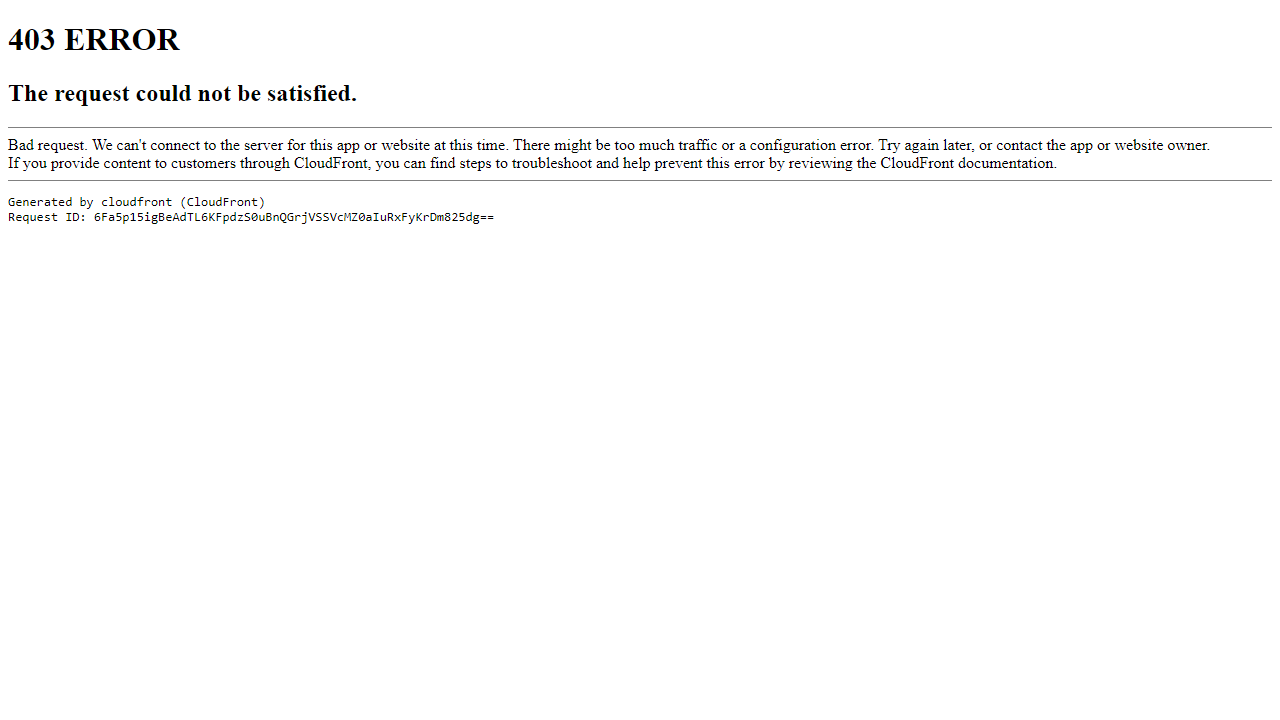 403 ERROR
The request could not be satisfied.
Bad request. We can't connect to the server for this app or website at this time. There might be too much traffic or a configuration error. Try again later, or contact the app or website owner.
If you provide content to customers through CloudFront, you can find steps to troubleshoot and help prevent this error by reviewing the CloudFront documentation.
Generated by cloudfront (CloudFront)
Request ID: 6Fa5p15igBeAdTL6KFpdzS0uBnQGrjVSSVcMZ0aIuRxFyKrDm825dg==